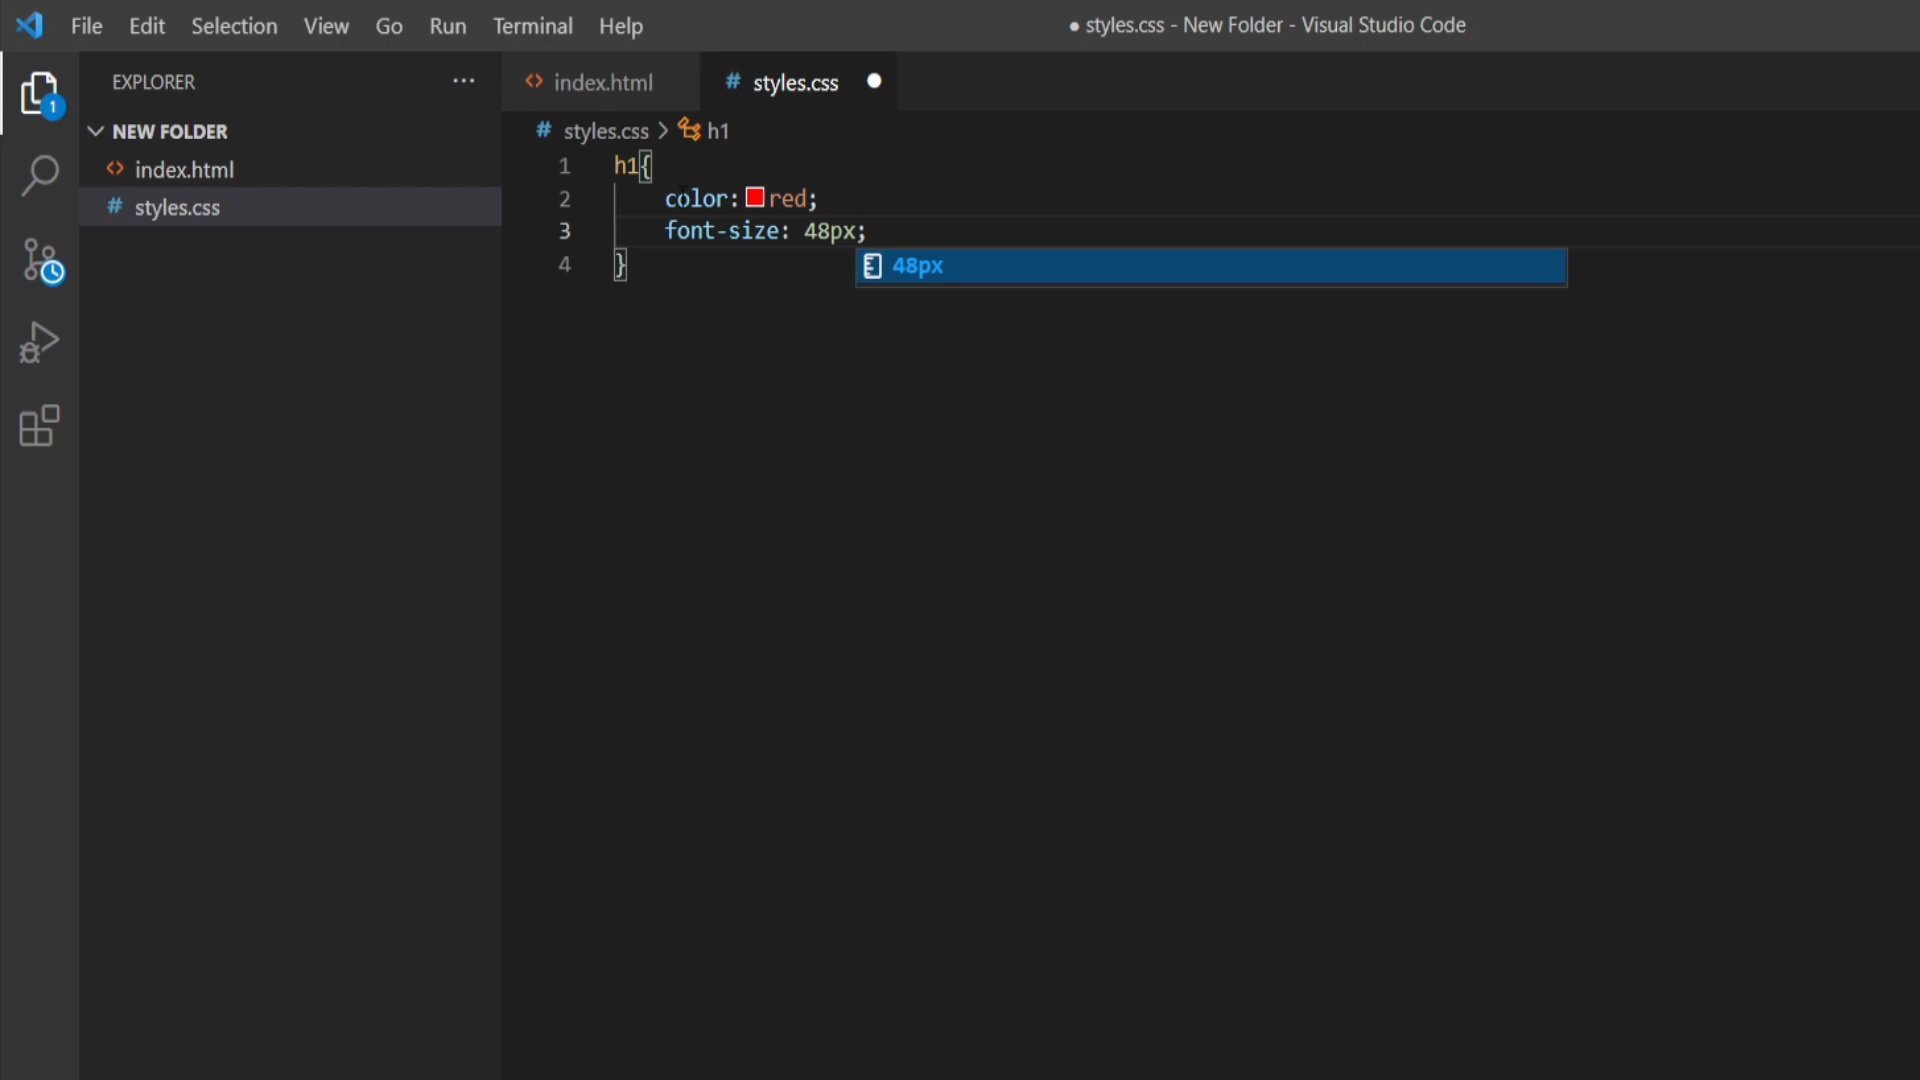 File Edit Selection View Go Run Terminal Help
● styles.css - New Folder - Visual Studio Code
EXPLORER ···
index.html
# styles.css ●
1
NEW FOLDER
index.html
# styles.css
# styles.css > h1
1 h1{
2 color: red;
3 font-size: 48px;
4 }
48px